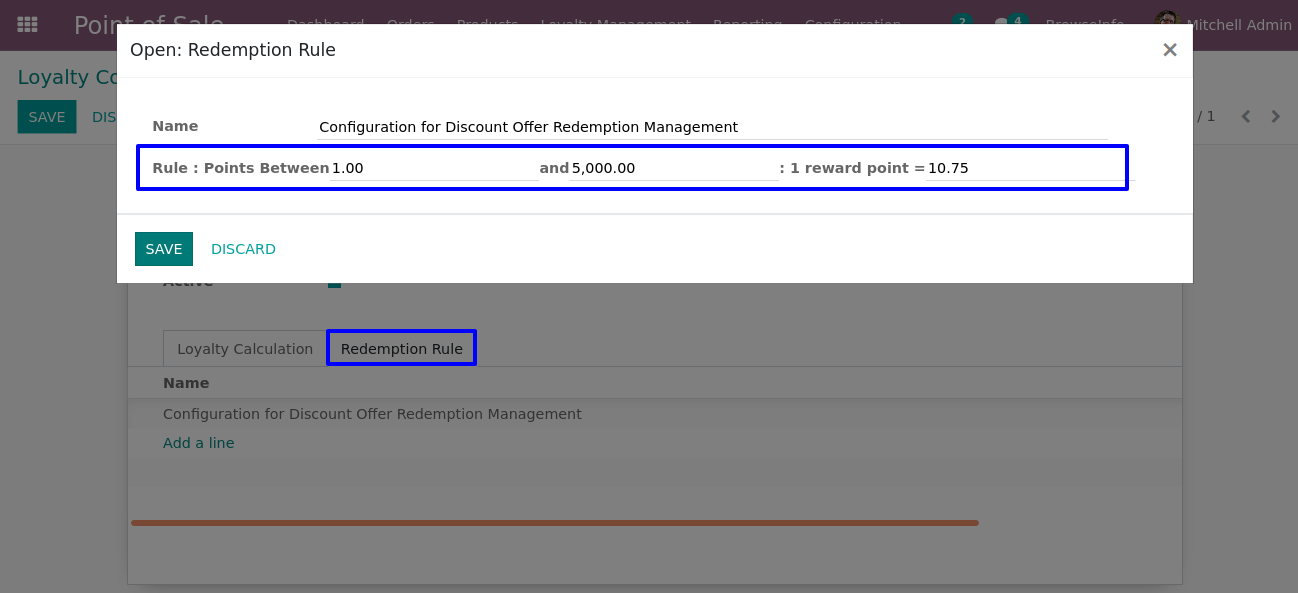 Point of Sale Dashboard Orders Products Loyalty Management Reporting Configuration 2 4 BrowseInfo Mitchell Admin
Open: Redemption Rule ×
Loyalty Co
SAVE DIS / 1
Name Configuration for Discount Offer Redemption Management
Rule : Points Between 1.00 and 5,000.00 : 1 reward point = 10.75
SAVE DISCARD
Active
Loyalty Calculation Redemption Rule
Name
Configuration for Discount Offer Redemption Management
Add a line